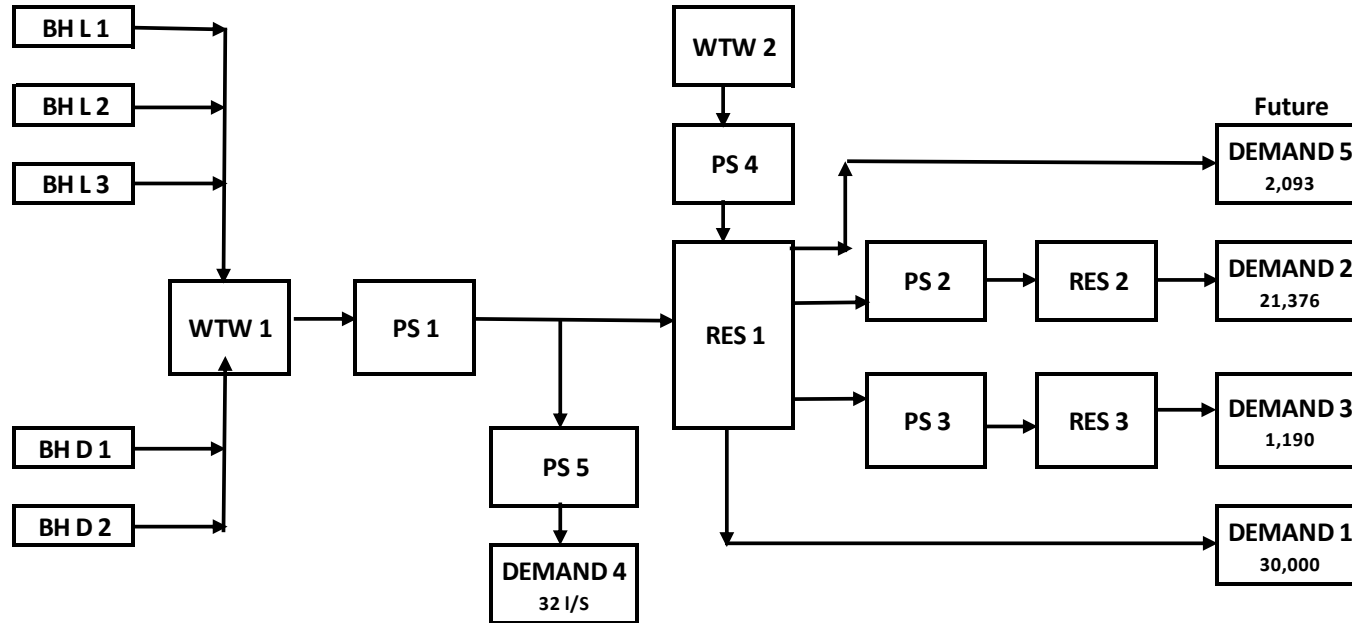 BH L 1
BH L 2
BH L 3
BH D 1
BH D 2
WTW 1
PS 1
PS 5
DEMAND 4
32 l/S
WTW 2
PS 4
RES 1
PS 2
RES 2
PS 3
RES 3
Future
DEMAND 5
2,093
DEMAND 2
21,376
DEMAND 3
1,190
DEMAND 1
30,000